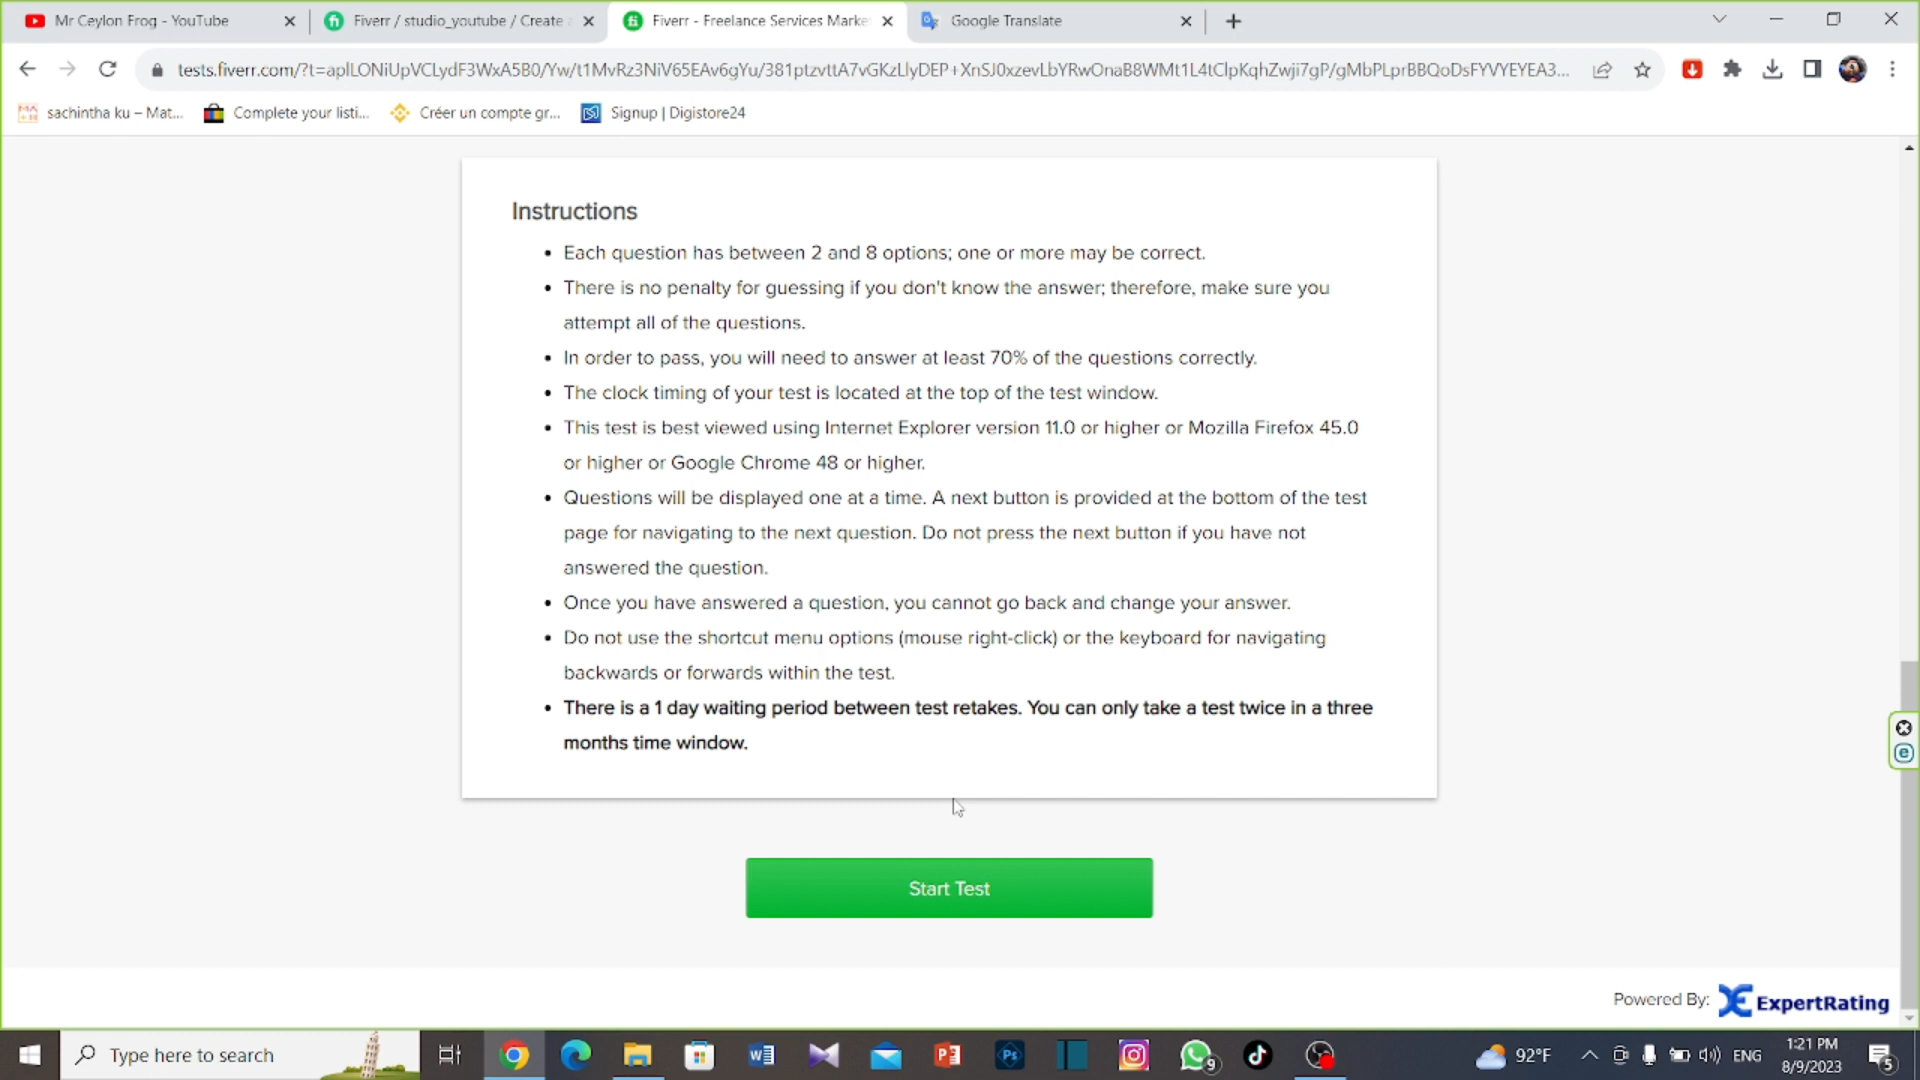 Mr Ceylon Frog - YouTube
Fiverr / studio_youtube / Create
Fiverr - Freelance Services Marke
Google Translate
tests.fiverr.com/?t=aplLONiUpVCLydF3WxA5B0/Yw/t1MvRz3NiV65EAv6gYu/381ptzvttA7vGKzLlyDEP+XnSJ0xzevLbYRwOnaB8WMt1L4tClpKqhZwji7gP/gMbPLprBBQoDsFYVYEYEA3...
sachintha ku – Mat...
Complete your listi...
Créer un compte gr...
Signup | Digistore24
Instructions
• Each question has between 2 and 8 options; one or more may be correct.
• There is no penalty for guessing if you don't know the answer; therefore, make sure you
attempt all of the questions.
• In order to pass, you will need to answer at least 70% of the questions correctly.
• The clock timing of your test is located at the top of the test window.
• This test is best viewed using Internet Explorer version 11.0 or higher or Mozilla Firefox 45.0
or higher or Google Chrome 48 or higher.
• Questions will be displayed one at a time. A next button is provided at the bottom of the test
page for navigating to the next question. Do not press the next button if you have not
answered the question.
• Once you have answered a question, you cannot go back and change your answer.
• Do not use the shortcut menu options (mouse right-click) or the keyboard for navigating
backwards or forwards within the test.
• There is a 1 day waiting period between test retakes. You can only take a test twice in a three
months time window.
Start Test
Powered By: ExpertRating
Type here to search
9
92°F
ENG
1:21 PM
8/9/2023
5